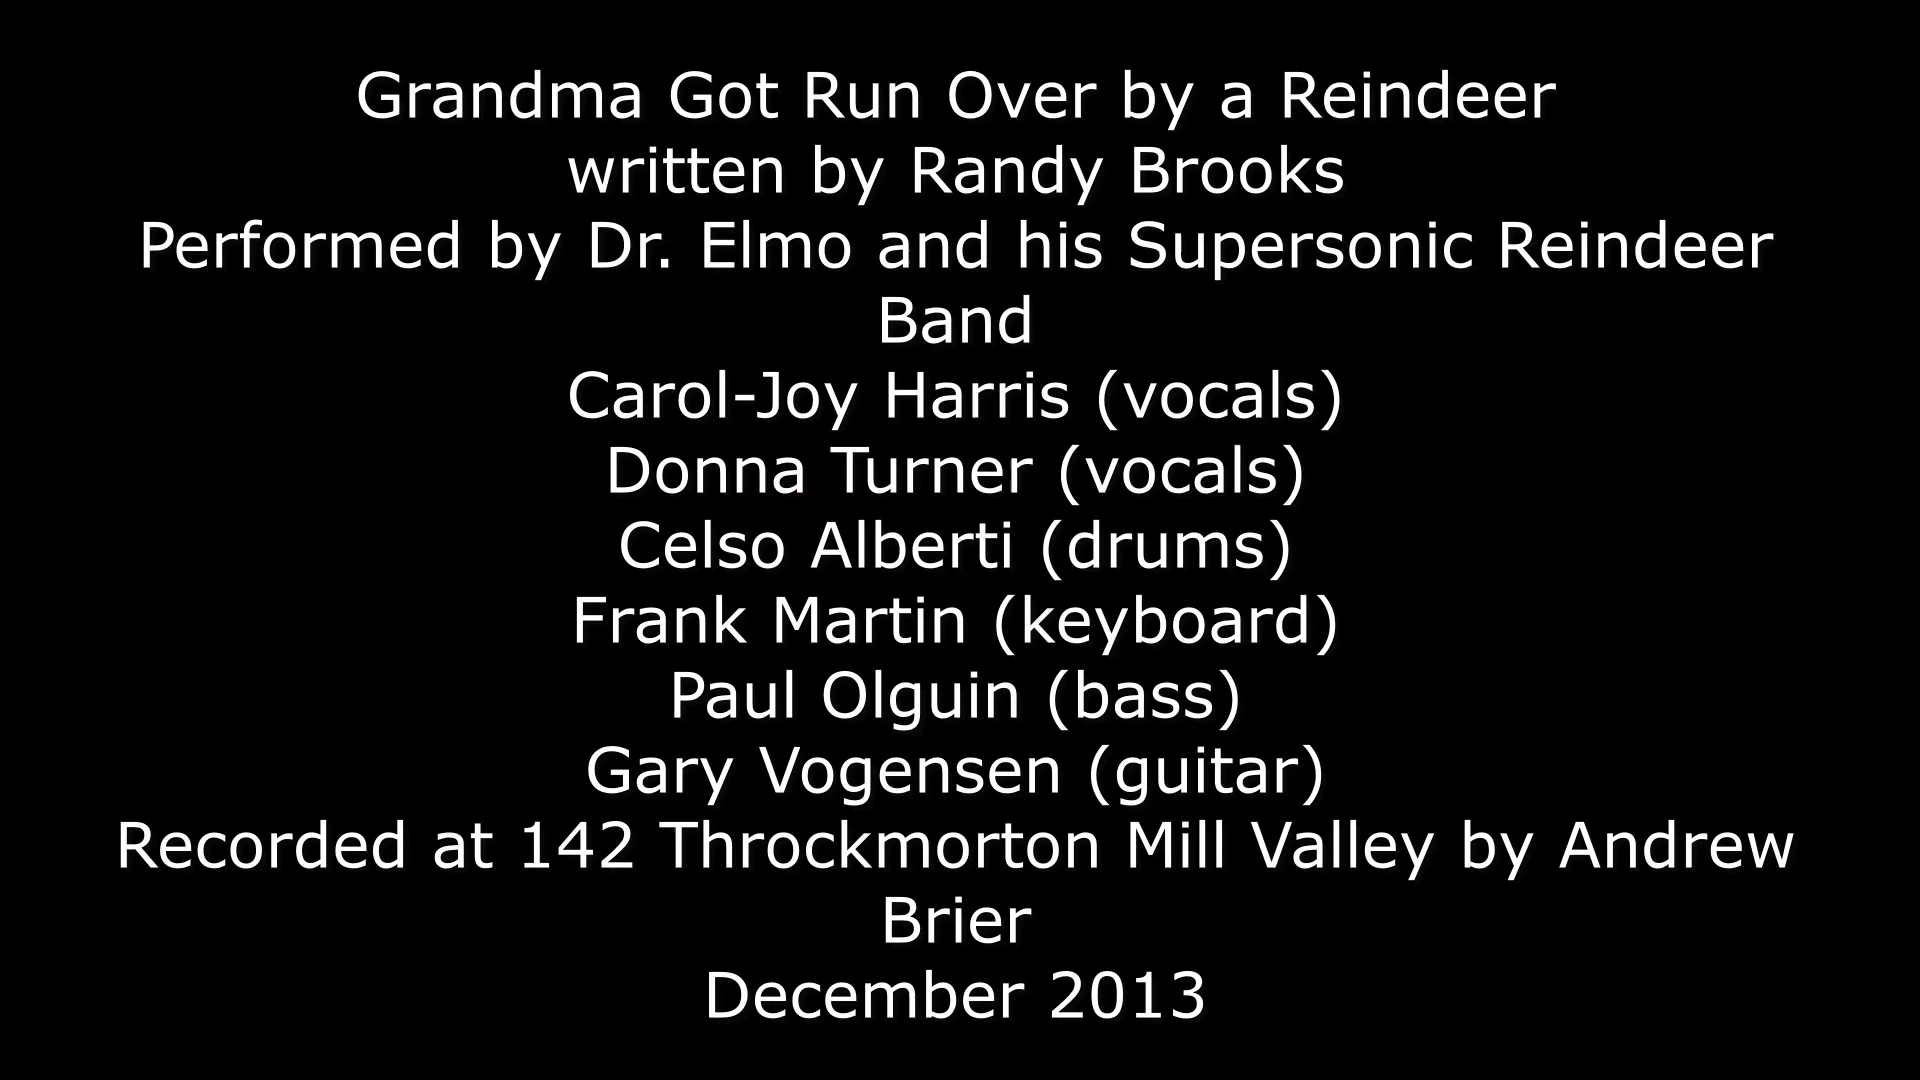 Grandma Got Run Over by a Reindeer
written by Randy Brooks
Performed by Dr. Elmo and his Supersonic Reindeer
Band
Carol-Joy Harris (vocals)
Donna Turner (vocals)
Celso Alberti (drums)
Frank Martin (keyboard)
Paul Olguin (bass)
Gary Vogensen (guitar)
Recorded at 142 Throckmorton Mill Valley by Andrew
Brier
December 2013